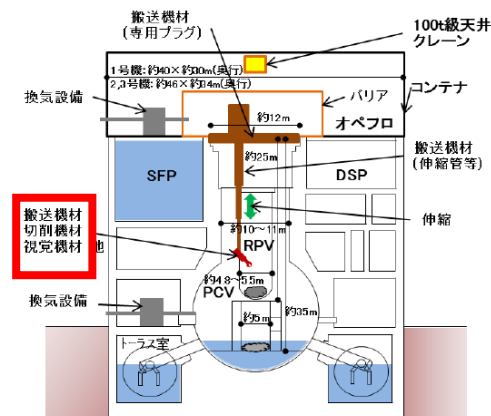 搬送機材
(専用プラグ)
100t級天井
クレーン
1号機:約40×約30m(奥行)
2,3号機:約46×約34m(奥行)
コンテナ
換気設備
バリア
オペフロ
約12m
約25m
搬送機材
(伸縮管等)
SFP
DSP
伸縮
搬送機材
切削機材
視覚機材
他
約10~11m
RPV
約4.8~5.5m
PCV
換気設備
約35m
約5m
トーラス室